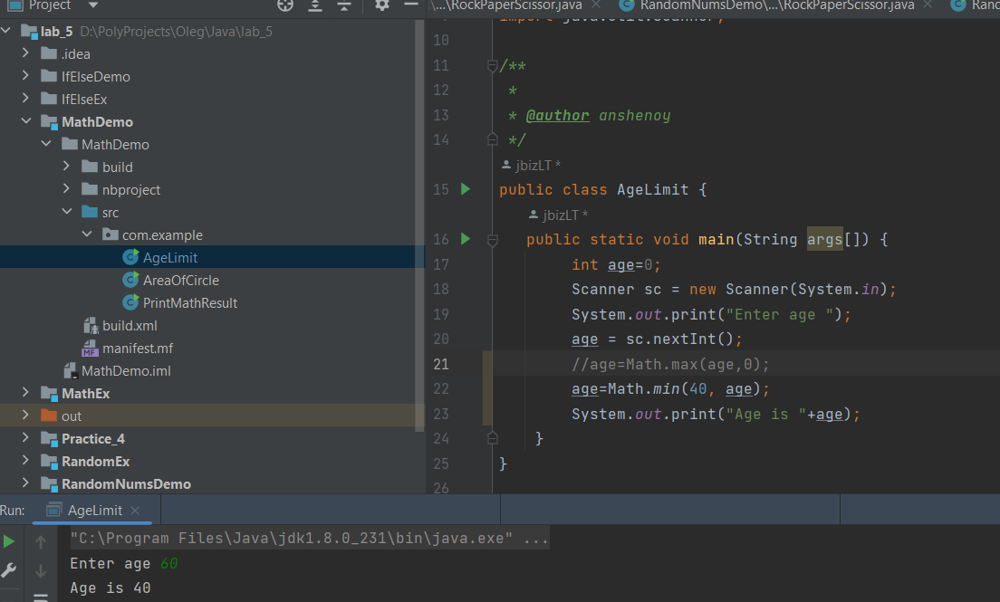 Project
lab_5 D:\PolyProjects\Oleg\Java\lab_5
.idea
IfElseDemo
IfElseEx
MathDemo
MathDemo
build
nbproject
src
com.example
AgeLimit
AreaOfCircle
PrintMathResult
build.xml
manifest.mf
MathDemo.iml
MathEx
out
Practice_4
RandomEx
RandomNumsDemo
\...\RockPaperScissor.java
RandomNumsDemo\...\RockPaperScissor.java
Rand
import java.util.Scanner;
10
11 /**
12 *
13 * @author anshenoy
14 */
jbizLT *
15 public class AgeLimit {
jbizLT *
16 public static void main(String args[]) {
17 int age=0;
18 Scanner sc = new Scanner(System.in);
19 System.out.print("Enter age ");
20 age = sc.nextInt();
21 //age=Math.max(age,0);
22 age=Math.min(40, age);
23 System.out.print("Age is "+age);
24 }
25 }
26
Run: AgeLimit
"C:\Program Files\Java\jdk1.8.0_231\bin\java.exe" ...
Enter age 60
Age is 40